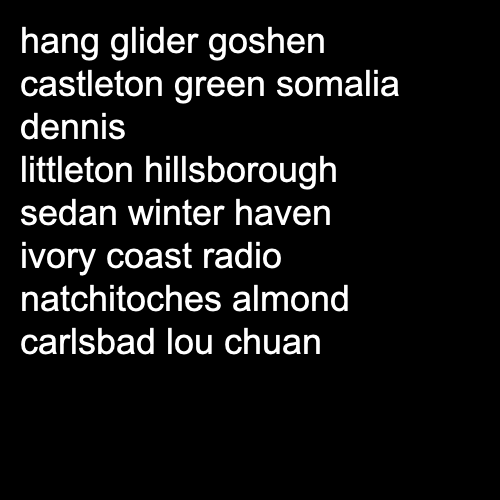 hang glider goshen
castleton green somalia
dennis
littleton hillsborough
sedan winter haven
ivory coast radio
natchitoches almond
carlsbad lou chuan